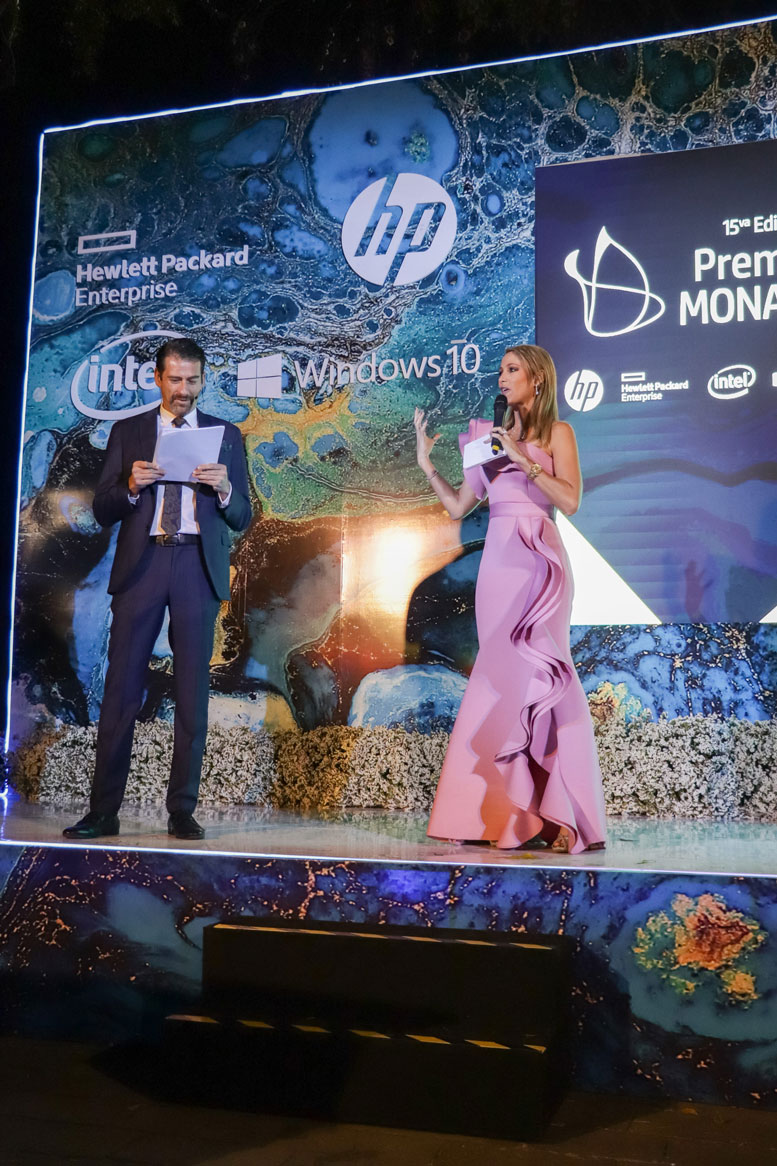 Hewlett Packard
Enterprise
hp
intel
Windows 10
15va Edi
Prem
MONA
hp
Hewlett Packard
Enterprise
intel